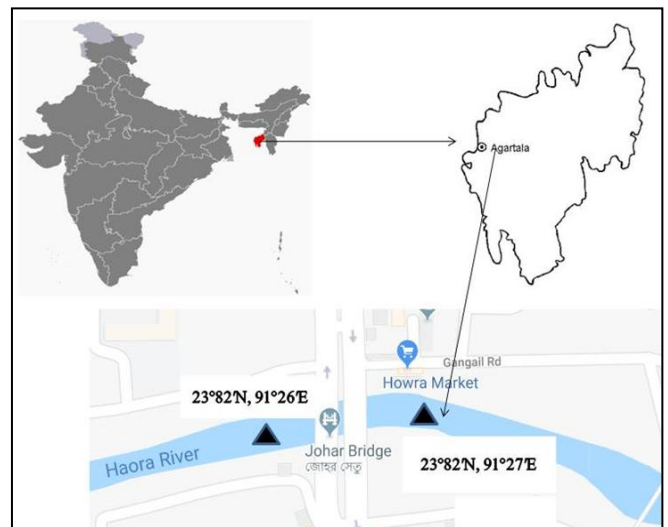 Agartala
Gangail Rd
Howra Market
23°82'N, 91°26'E
Johar Bridge
জোহর সেতু
Haora River
23°82'N, 91°27'E